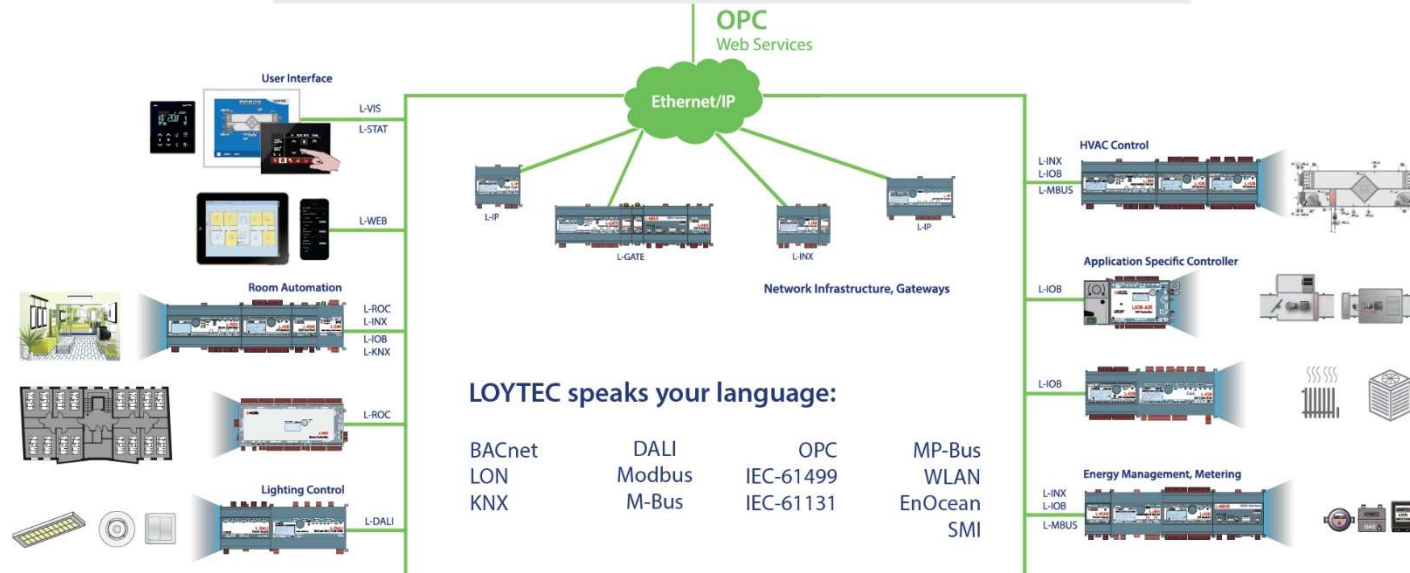 OPC
Web Services
Ethernet/IP
User Interface
L-VIS
L-STAT
L-WEB
Room Automation
L-ROC
L-INX
L-IOB
L-KNX
L-ROC
Lighting Control
L-DALI
L-IP
L-GATE
L-INX
L-IP
Network Infrastructure, Gateways
LOYTEC speaks your language:
BACnet
LON
KNX
DALI
Modbus
M-Bus
OPC
IEC-61499
IEC-61131
MP-Bus
WLAN
EnOcean
SMI
HVAC Control
L-INX
L-IOB
L-MBUS
Application Specific Controller
L-IOB
LIOB-AIR
L-IOB
Energy Management, Metering
L-INX
L-IOB
L-MBUS